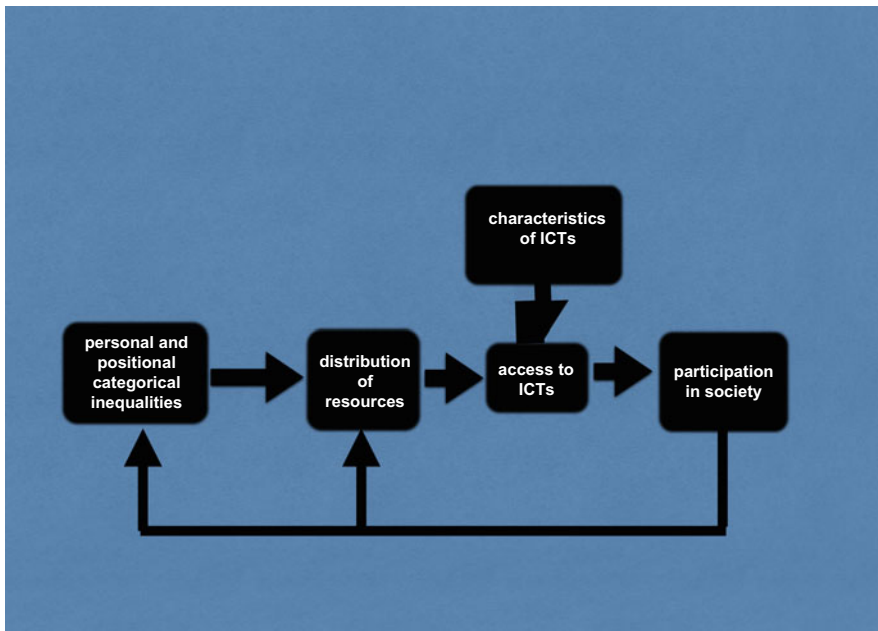 characteristics
of ICTs
personal and
positional
categorical
inequalities
distribution
of
resources
access to
ICTs
participation
in society